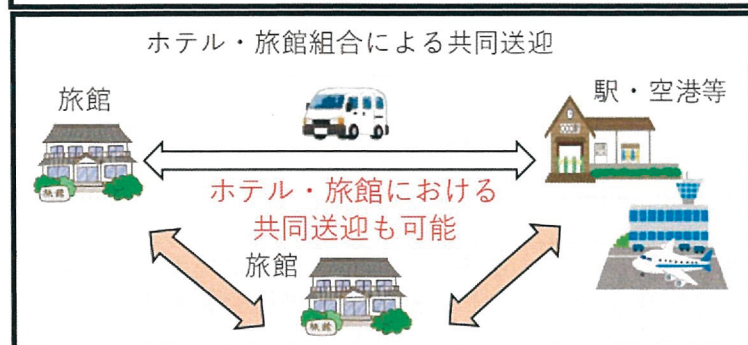 ホテル・旅館組合による共同送迎
旅館
駅・空港等
ホテル・旅館における
共同送迎も可能
旅館
旅館
旅館